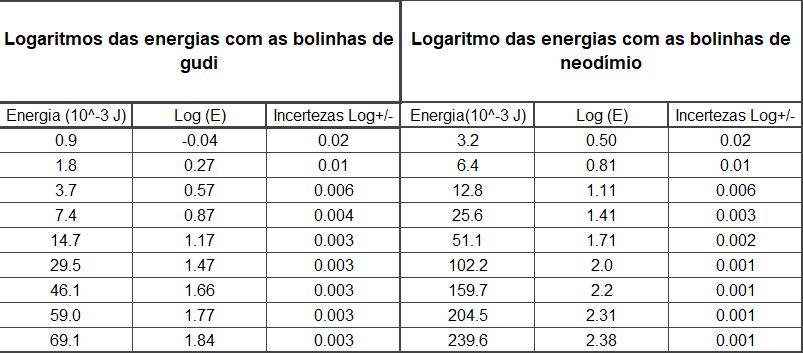 Logaritmos das energias com as bolinhas de gudi Logaritmo das energias com as bolinhas de neodímio
Energia (10^-3 J) Log (E) Incertezas Log+/- Energia(10^-3 J) Log (E) Incertezas Log+/-
0.9 -0.04 0.02 3.2 0.50 0.02
1.8 0.27 0.01 6.4 0.81 0.01
3.7 0.57 0.006 12.8 1.11 0.006
7.4 0.87 0.004 25.6 1.41 0.003
14.7 1.17 0.003 51.1 1.71 0.002
29.5 1.47 0.003 102.2 2.0 0.001
46.1 1.66 0.003 159.7 2.2 0.001
59.0 1.77 0.003 204.5 2.31 0.001
69.1 1.84 0.003 239.6 2.38 0.001